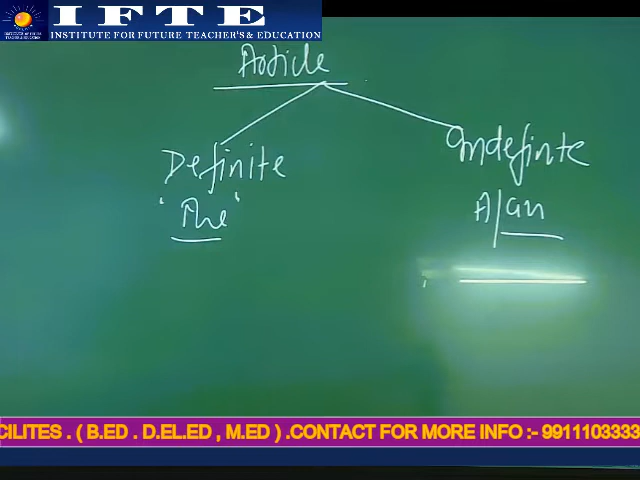 IFTE
INSTITUTE FOR FUTURE TEACHER'S & EDUCATION
Article
Definite
Indefinte
"The"
A/an
CILITES . ( B.ED . D.EL.ED , M.ED ) .CONTACT FOR MORE INFO :- 9911103333